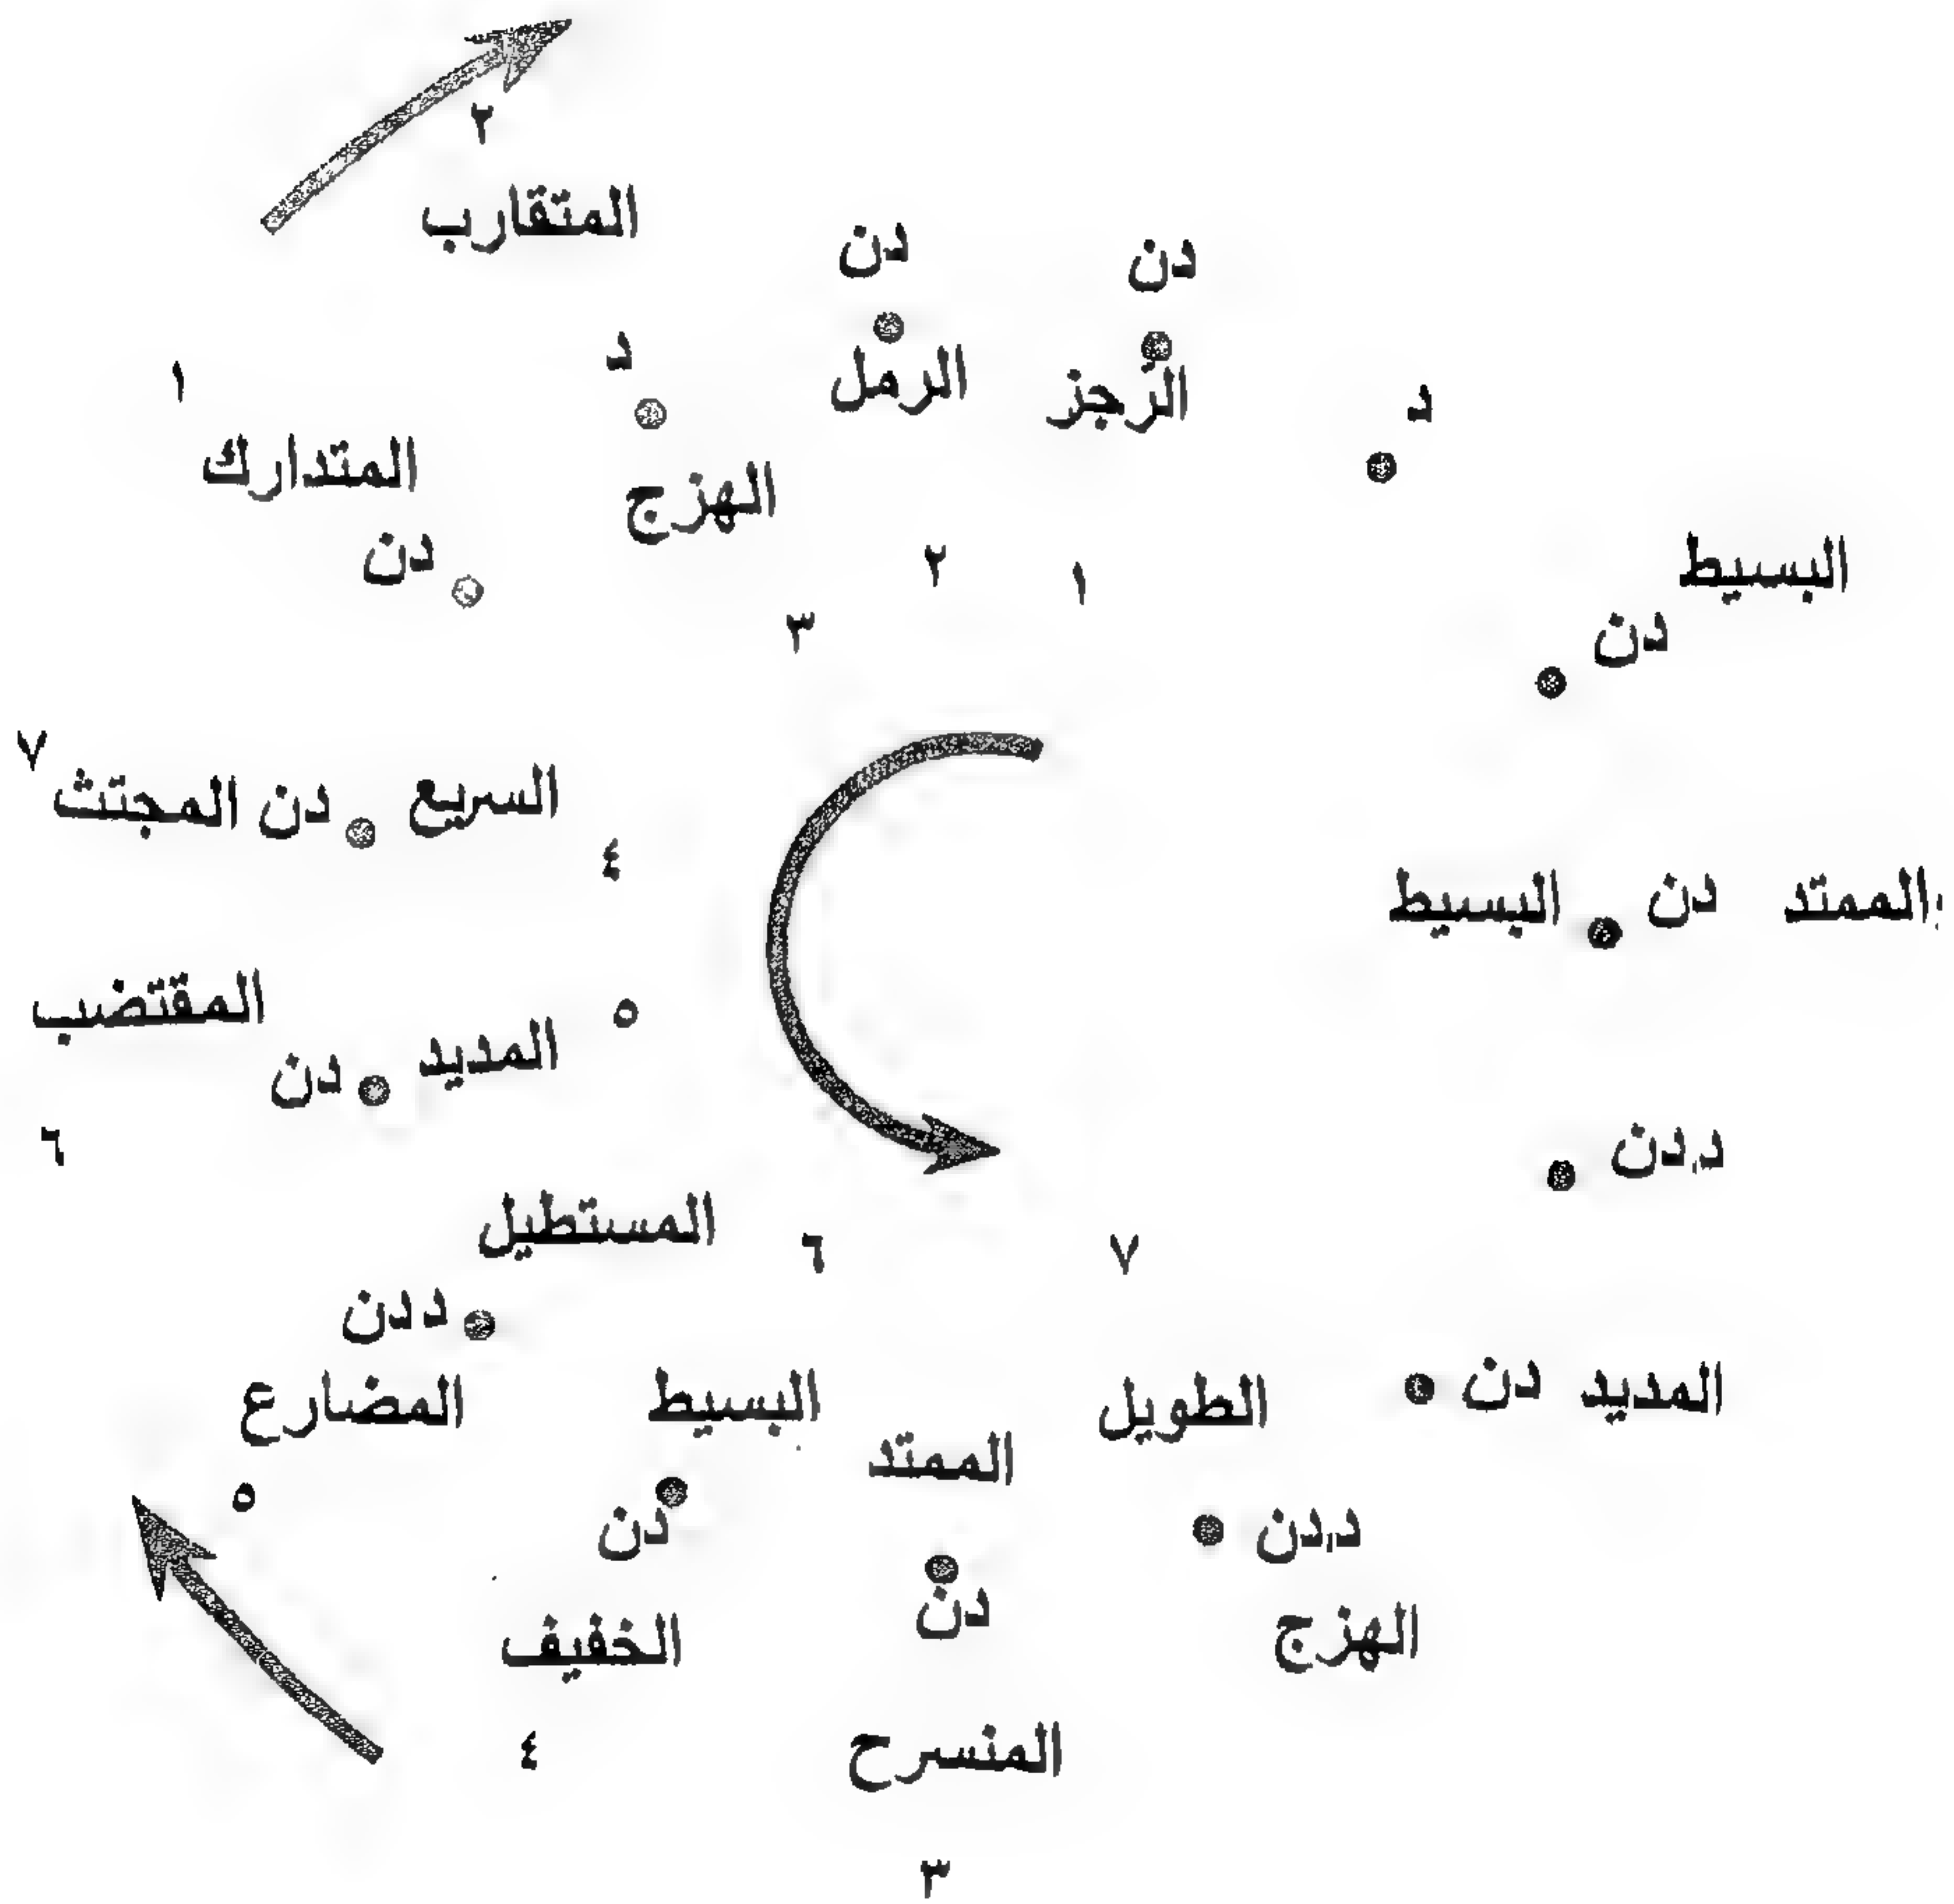 ٢
المتقارب
دن
دن
د
الرمل
الرجز
١
د
المتدارك
الهزج
دن
٢
١
البسيط
٣
دن
٧
السريع
دن المجتث
٤
الممتد
دن
البسيط
المقتضب
٥
المديد
دن
٦
د.دن
المستطيل
٦
٧
د دن
المضارع
البسيط
الطويل
دن
المديد
الممتد
٥
دن
د.دن
دن
الخفيف
الهزج
المنسرح
٤
٣